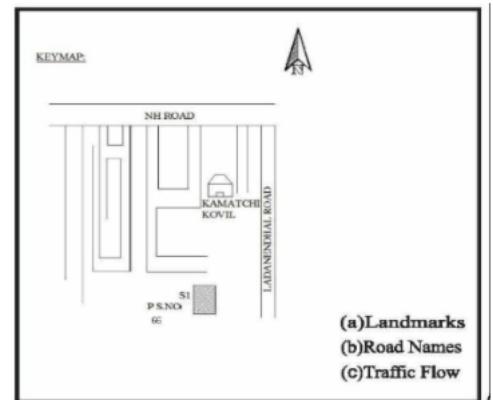 KEYMAP:
N
NH ROAD
KAMATCHI
KOVIL
LADANENDHAL ROAD
S1
P S.NO
66
(a)Landmarks
(b)Road Names
(c)Traffic Flow